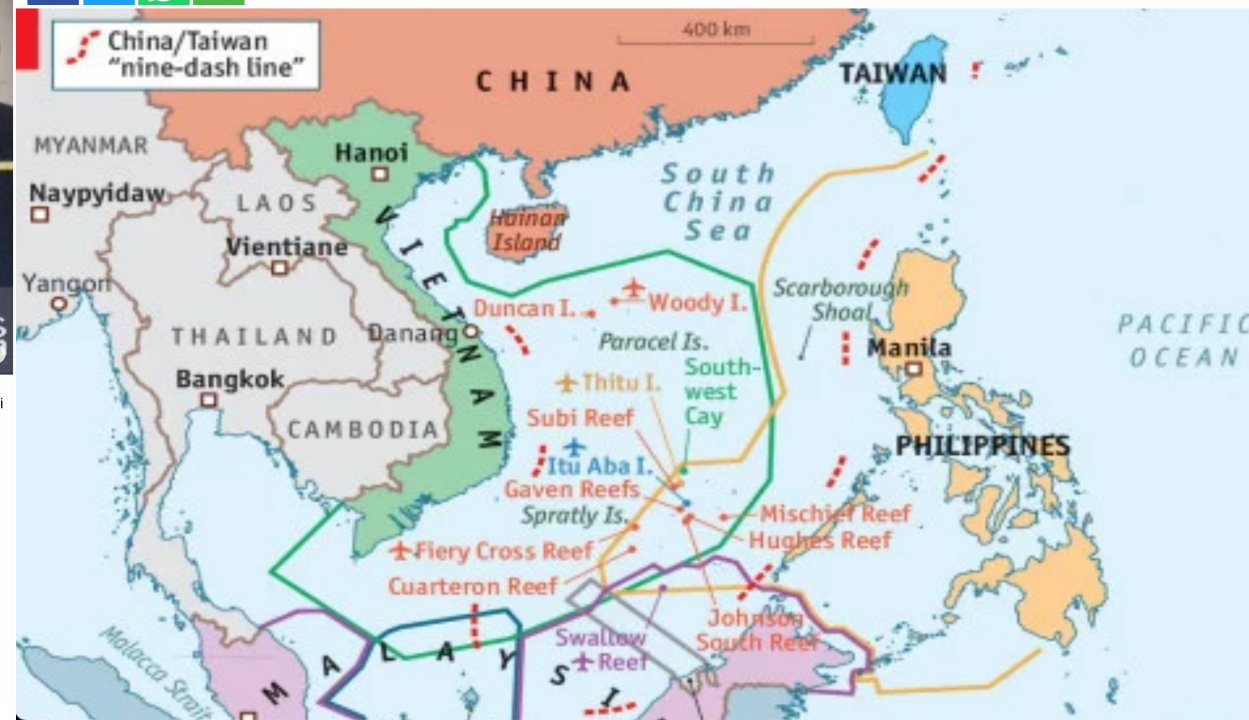 China/Taiwan
“nine-dash line”
400 km
CHINA
TAIWAN
MYANMAR
Hanoi
Naypyidaw
LAOS
South
China
Sea
Hainan
Island
VIETNAM
Vientiane
Yangon
Scarborough
Shoal
Duncan I.
Woody I.
PACIFIC
OCEAN
THAILAND
Danang
Paracel Is.
Manila
Bangkok
Thitu I.
South-
west
Cay
Subi Reef
CAMBODIA
PHILIPPINES
Itu Aba I.
Gaven Reefs
Spratly Is.
Mischief Reef
Hughes Reef
Fiery Cross Reef
Cuarteron Reef
Johnson
South Reef
Swallow
Reef
Malacca Strait
MALAYSI